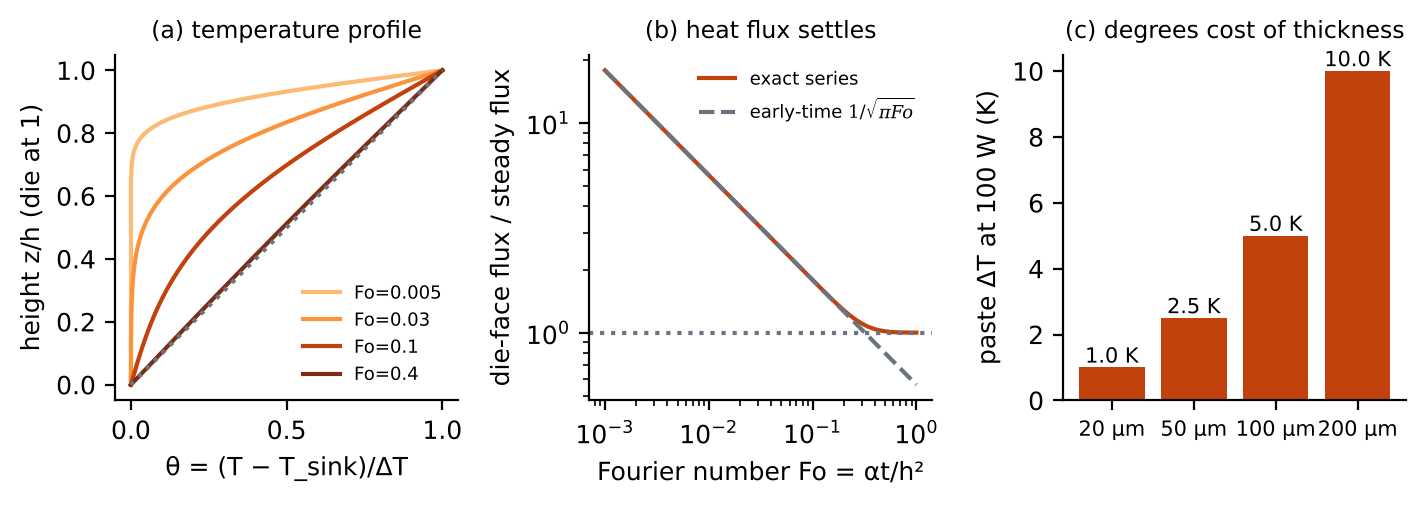 (a) temperature profile
height z/h (die at 1)
1.0
0.8
0.6
0.4
0.2
0.0
Fo=0.005
Fo=0.03
Fo=0.1
Fo=0.4
0.0 0.5 1.0
θ = (T − T_sink)/ΔT
(b) heat flux settles
die-face flux / steady flux
10¹
10⁰
exact series
early-time 1/√πFo
10⁻³ 10⁻² 10⁻¹ 10⁰
Fourier number Fo = αt/h²
(c) degrees cost of thickness
paste ΔT at 100 W (K)
10
8
6
4
2
0
1.0 K
2.5 K
5.0 K
10.0 K
20 µm 50 µm 100 µm 200 µm